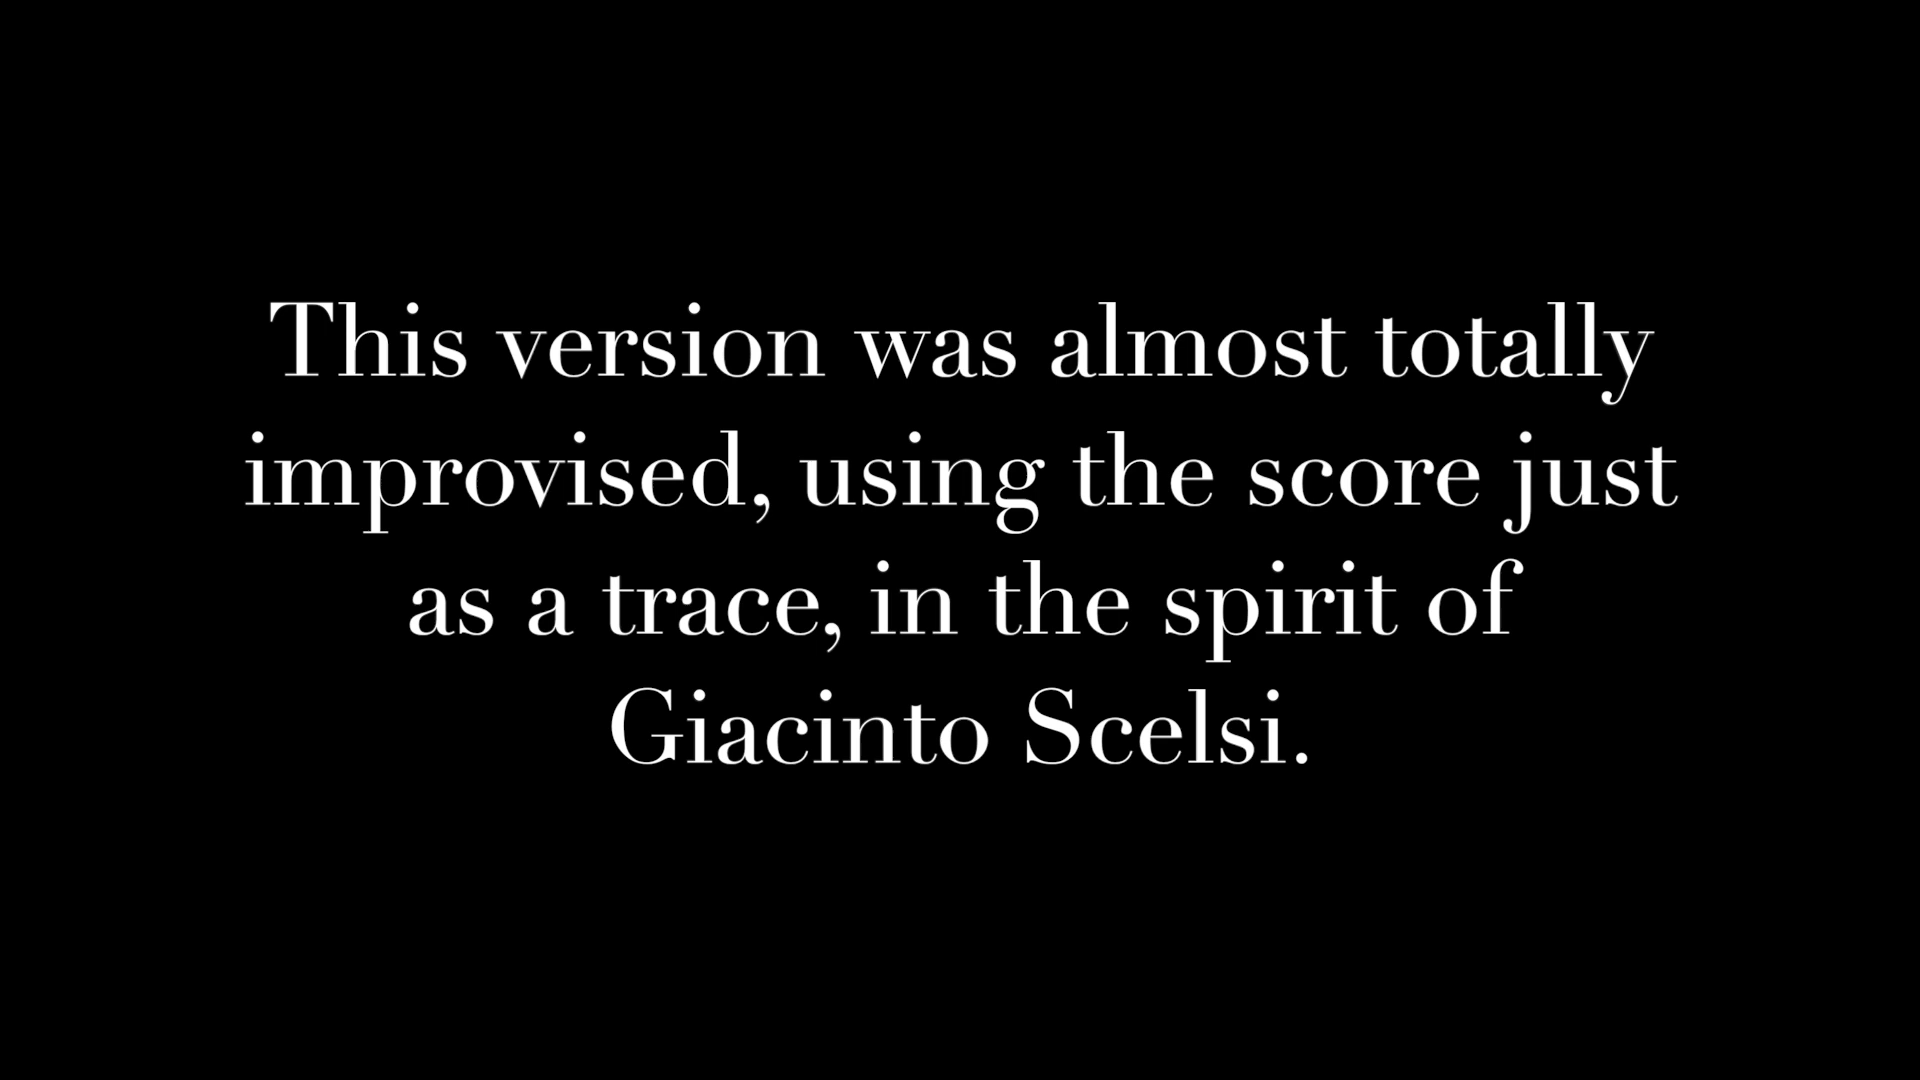 This version was almost totally
improvised, using the score just
as a trace, in the spirit of
Giacinto Scelsi.